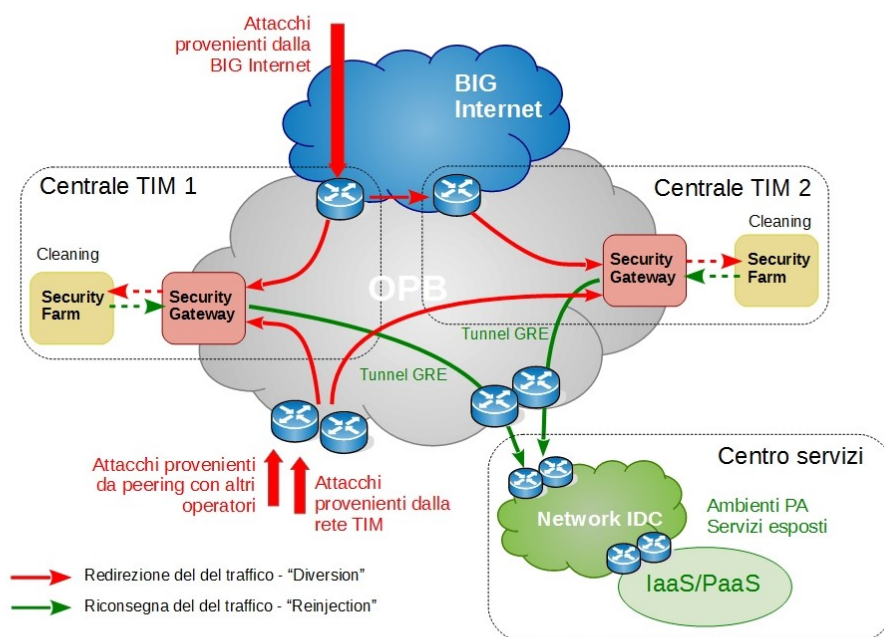 Attacchi
provenienti dalla
BIG Internet
BIG
Internet
Centrale TIM 1
Centrale TIM 2
Cleaning
Cleaning
Security
Farm
Security
Gateway
OPB
Security
Gateway
Security
Farm
Tunnel GRE
Tunnel GRE
Attacchi provenienti
da peering con altri
operatori
Attacchi
provenienti dalla
rete TIM
Centro servizi
Network IDC
Ambienti PA
Servizi esposti
IaaS/PaaS
Redirezione del del traffico - “Diversion”
Riconsegna del del traffico - “Reinjection”